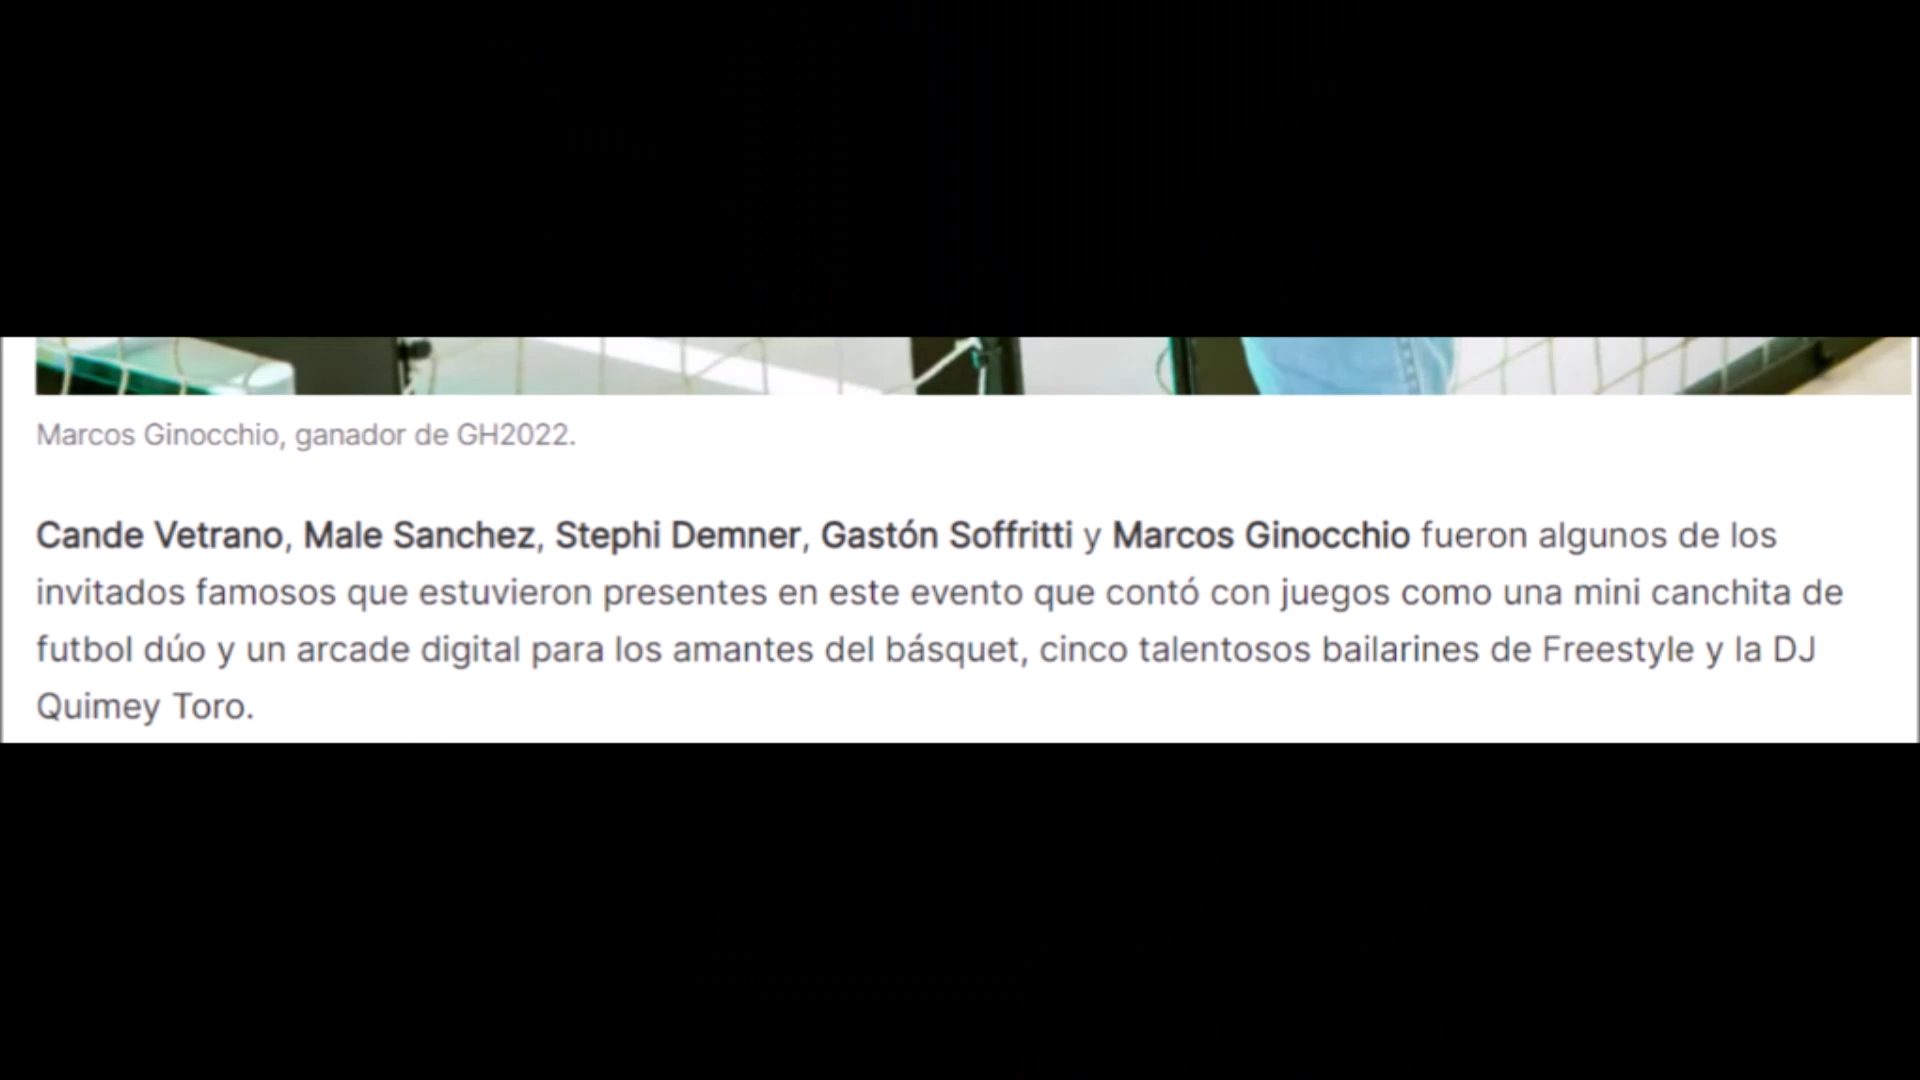 Marcos Ginocchio, ganador de GH2022.
Cande Vetrano, Male Sanchez, Stephi Demner, Gastón Soffritti y Marcos Ginocchio fueron algunos de los
invitados famosos que estuvieron presentes en este evento que contó con juegos como una mini canchita de
futbol dúo y un arcade digital para los amantes del básquet, cinco talentosos bailarines de Freestyle y la DJ
Quimey Toro.